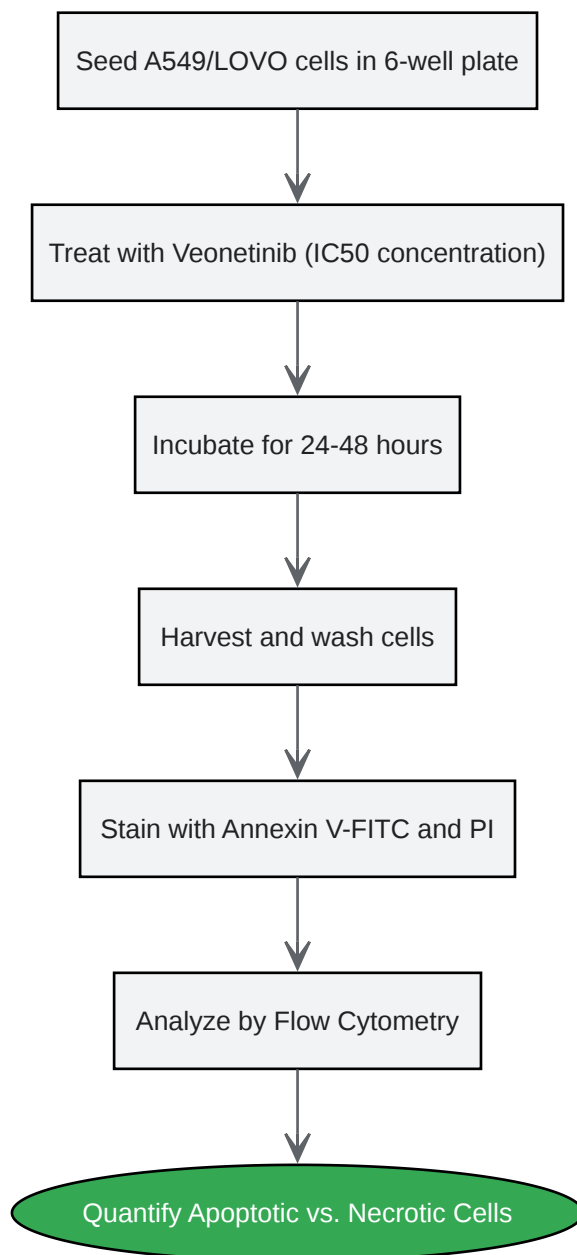 Seed A549/LOVO cells in 6-well plate
Treat with Veonetinib (IC50 concentration)
Incubate for 24-48 hours
Harvest and wash cells
Stain with Annexin V-FITC and PI
Analyze by Flow Cytometry
Quantify Apoptotic vs. Necrotic Cells